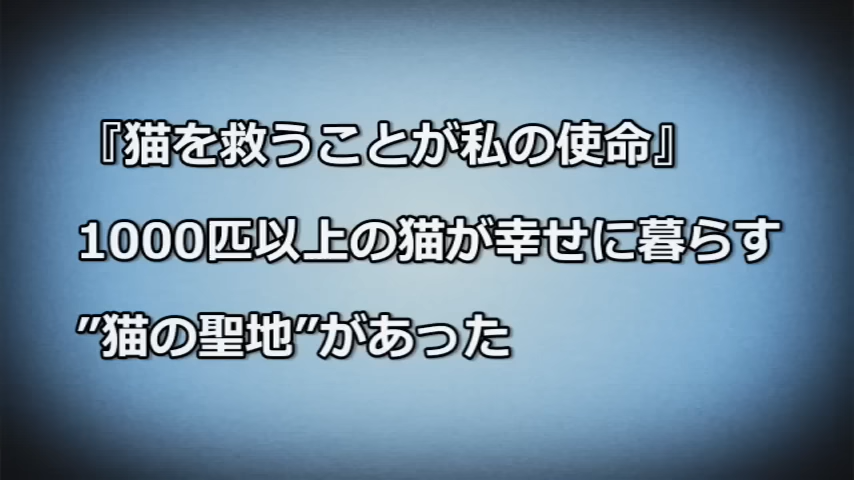 『猫を救うことが私の使命』
1000匹以上の猫が幸せに暮らす
”猫の聖地”があった